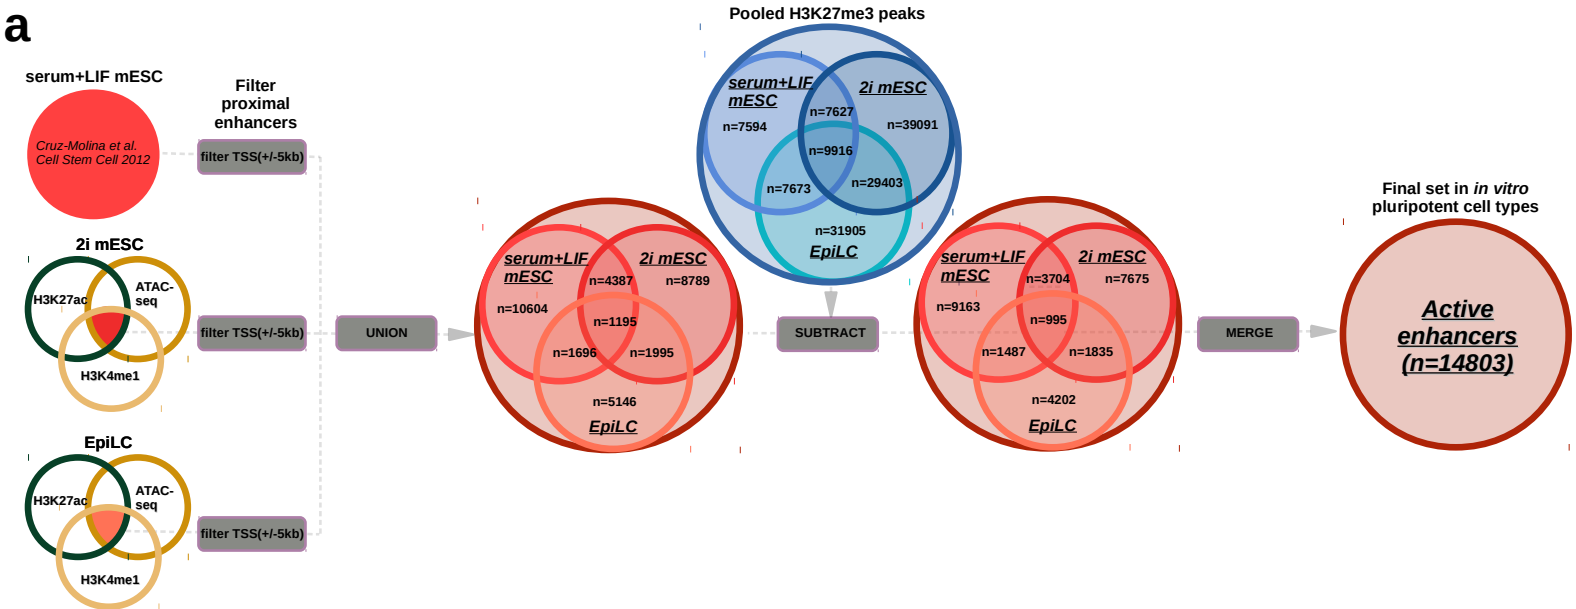 a
serum+LIF mESC
Cruz-Molina et al.
Cell Stem Cell 2012
Filter
proximal
enhancers
filter TSS(+/-5kb)
2i mESC
H3K27ac
ATAC-
seq
H3K4me1
filter TSS(+/-5kb)
EpiLC
H3K27ac
ATAC-
seq
H3K4me1
filter TSS(+/-5kb)
UNION
serum+LIF
mESC
2i mESC
n=4387
n=8789
n=10604
n=1195
n=1696
n=1995
n=5146
EpiLC
Pooled H3K27me3 peaks
serum+LIF
mESC
2i mESC
n=7627
n=7594
n=39091
n=9916
n=7673
n=29403
n=31905
EpiLC
SUBTRACT
serum+LIF
mESC
2i mESC
n=3704
n=7675
n=9163
n=995
n=1487
n=1835
n=4202
EpiLC
MERGE
Final set in in vitro
pluripotent cell types
Active
enhancers
(n=14803)